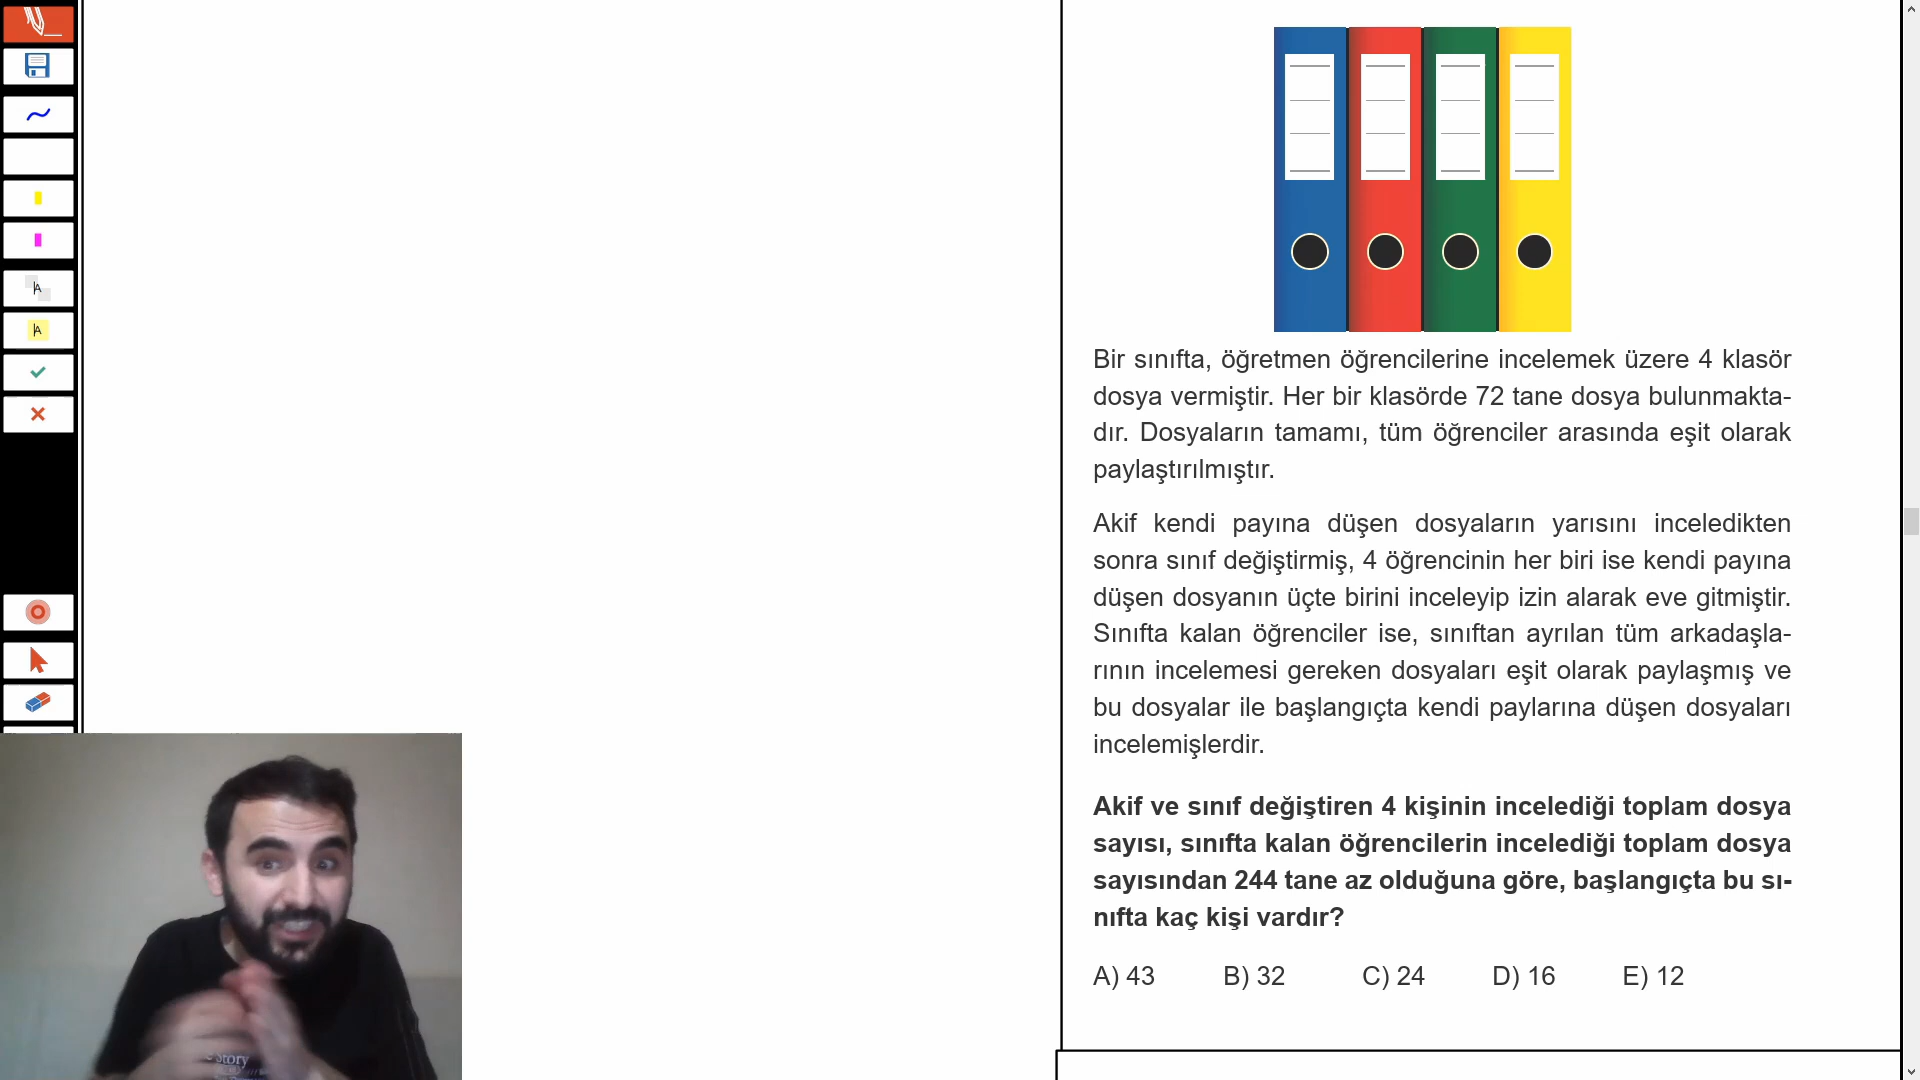 Bir sınıfta, öğretmen öğrencilerine incelemek üzere 4 klasör
dosya vermiştir. Her bir klasörde 72 tane dosya bulunmakta-
dır. Dosyaların tamamı, tüm öğrenciler arasında eşit olarak
paylaştırılmıştır.
Akif kendi payına düşen dosyaların yarısını inceledikten
sonra sınıf değiştirmiş, 4 öğrencinin her biri ise kendi payına
düşen dosyanın üçte birini inceleyip izin alarak eve gitmiştir.
Sınıfta kalan öğrenciler ise, sınıftan ayrılan tüm arkadaşla-
rının incelemesi gereken dosyaları eşit olarak paylaşmış ve
bu dosyalar ile başlangıçta kendi paylarına düşen dosyaları
incelemişlerdir.
Akif ve sınıf değiştiren 4 kişinin incelediği toplam dosya
sayısı, sınıfta kalan öğrencilerin incelediği toplam dosya
sayısından 244 tane az olduğuna göre, başlangıçta bu sı-
nıfta kaç kişi vardır?
A) 43 B) 32 C) 24 D) 16 E) 12
A
A
story